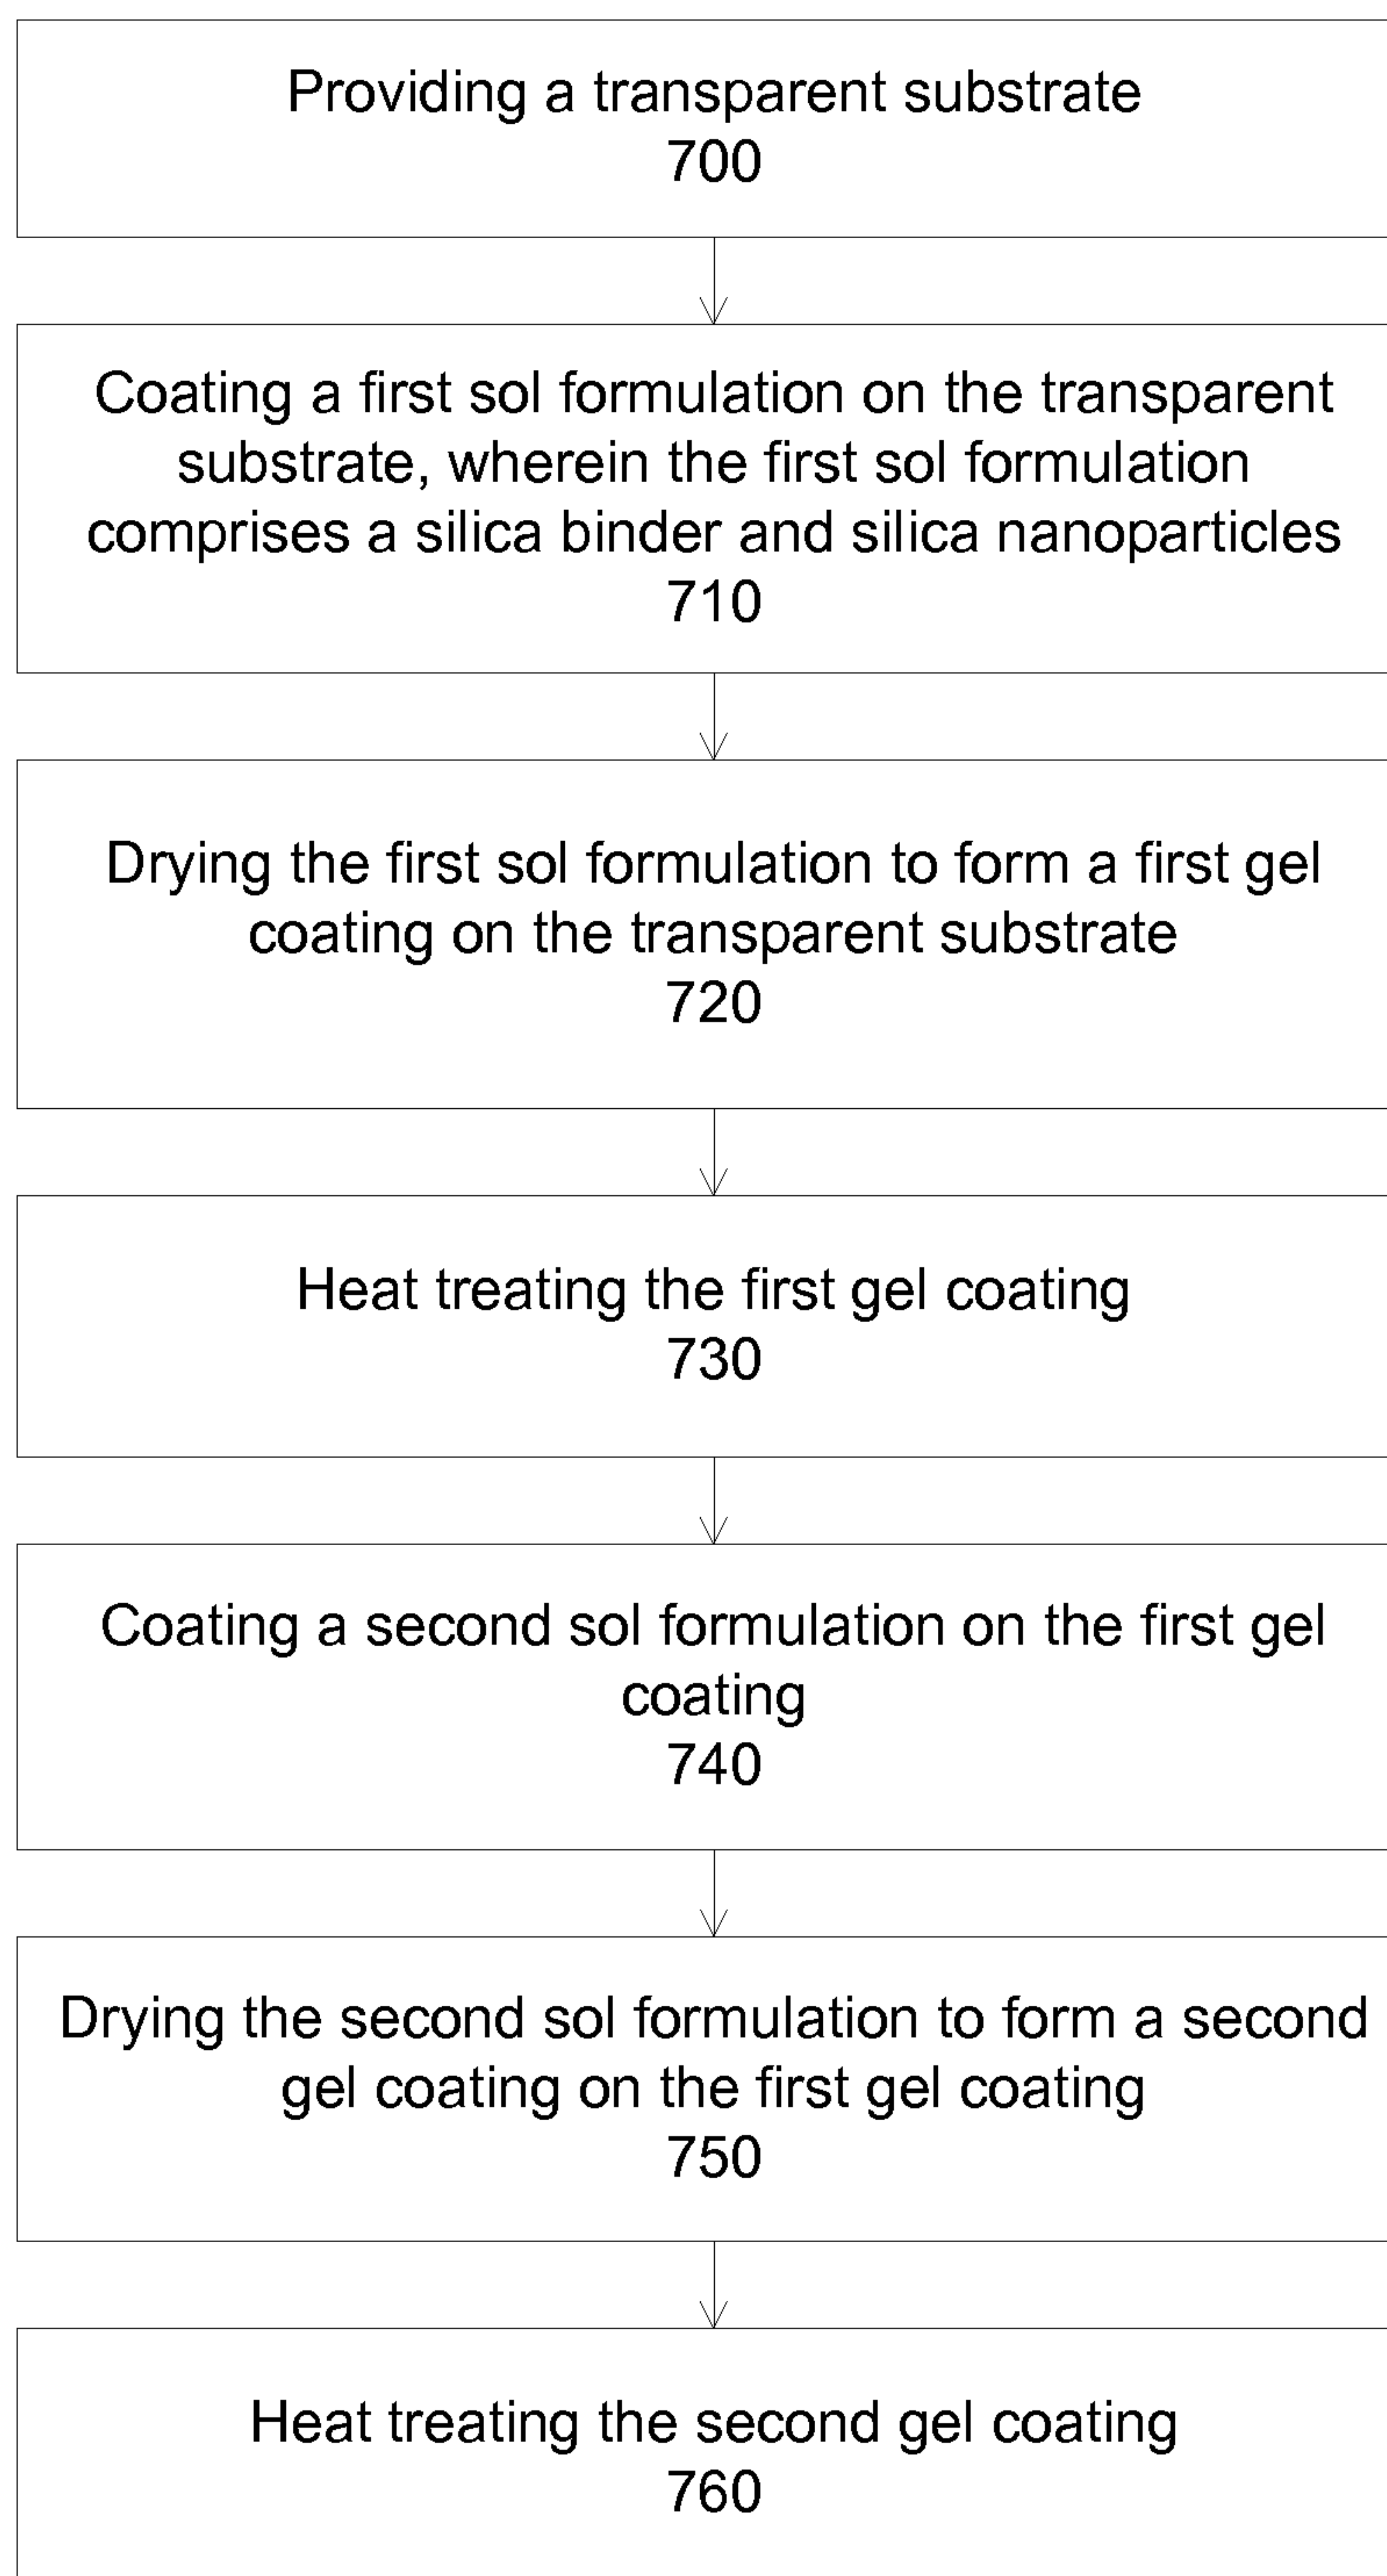 Providing a transparent substrate
700
Coating a first sol formulation on the transparent
substrate, wherein the first sol formulation
comprises a silica binder and silica nanoparticles
710
Drying the first sol formulation to form a first gel
coating on the transparent substrate
720
Heat treating the first gel coating
730
Coating a second sol formulation on the first gel
coating
740
Drying the second sol formulation to form a second
gel coating on the first gel coating
750
Heat treating the second gel coating
760